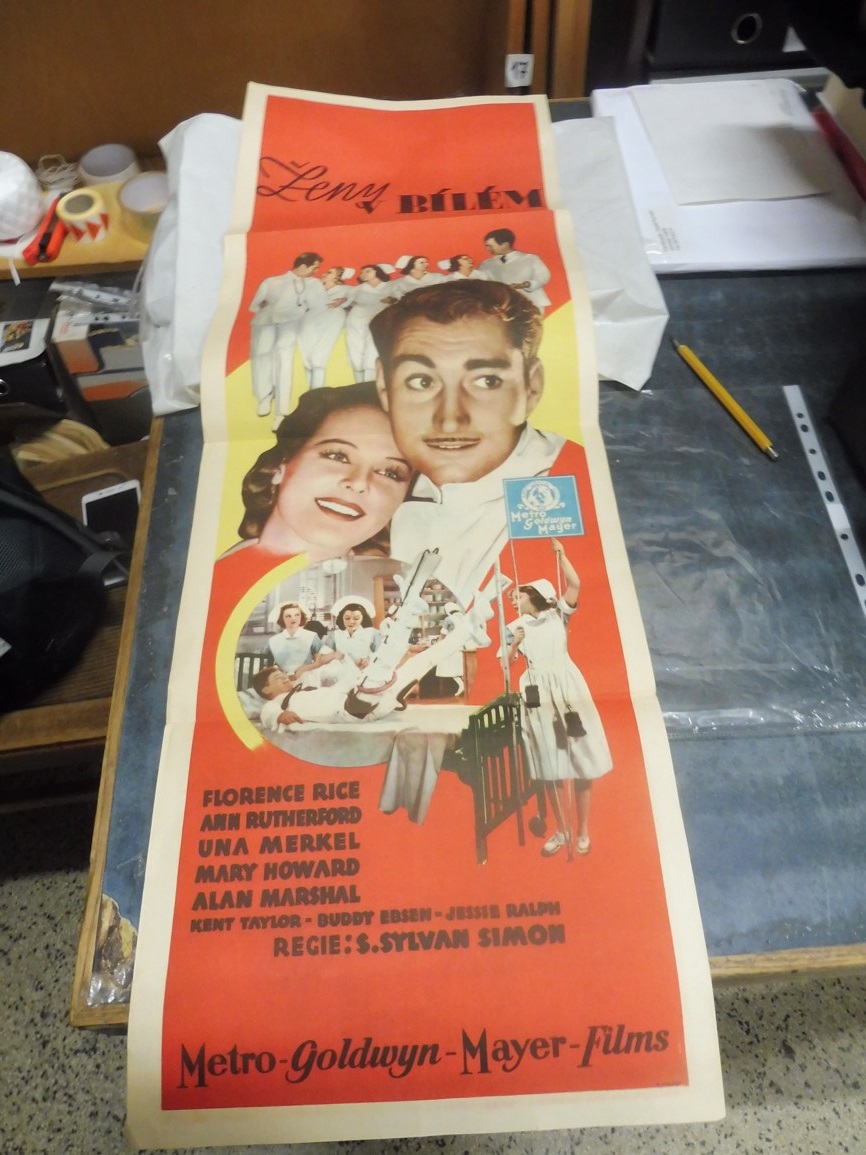 17
Ženy
v BÍLÉM
Metro
Goldwyn
Mayer
FLORENCE RICE
ANN RUTHERFORD
UNA MERKEL
MARY HOWARD
ALAN MARSHAL
KENT TAYLOR - BUDDY EBSEN - JESSIE RALPH
REGIE: S. SYLVAN SIMON
Metro-Goldwyn-Mayer-Films